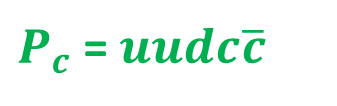 P_c = uudcc̅